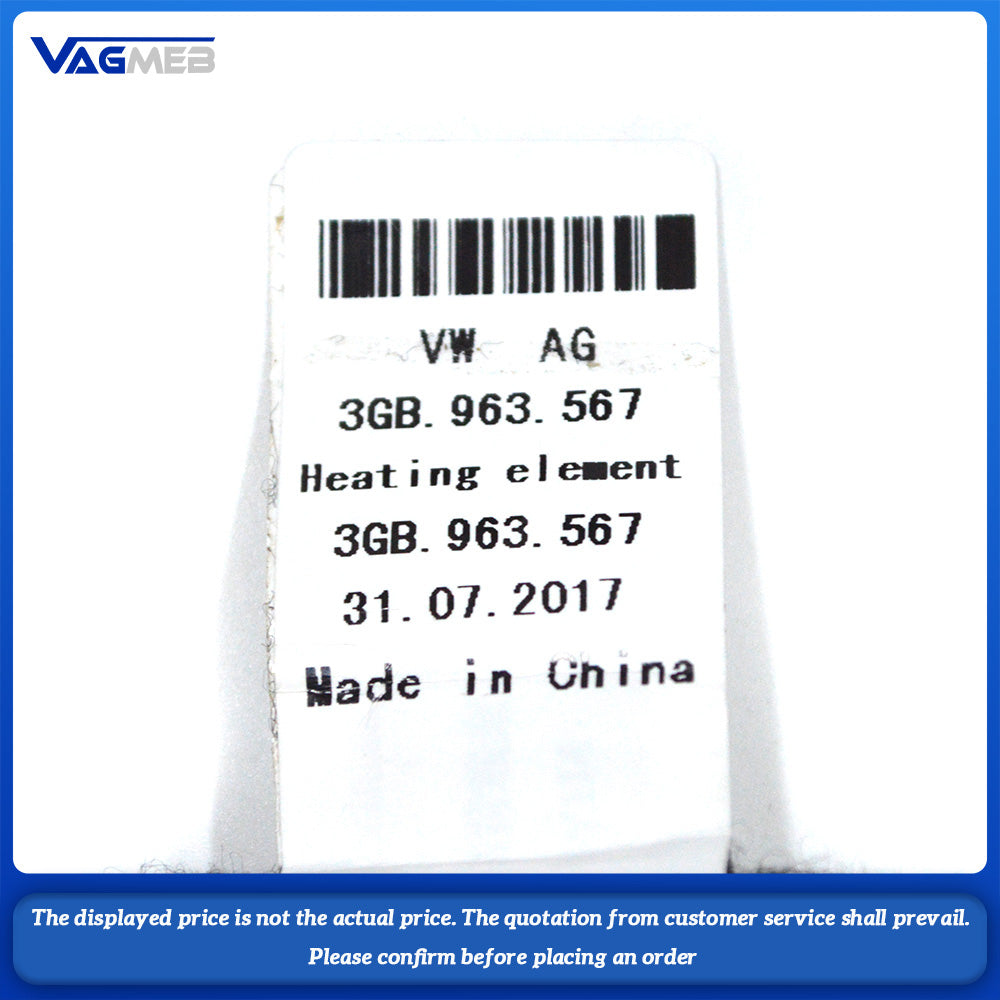 VAGMEB
VW AG
3GB. 963. 567
Heating element
3GB. 963. 567
31. 07. 2017
Made in China
The displayed price is not the actual price. The quotation from customer service shall prevail.
Please confirm before placing an order